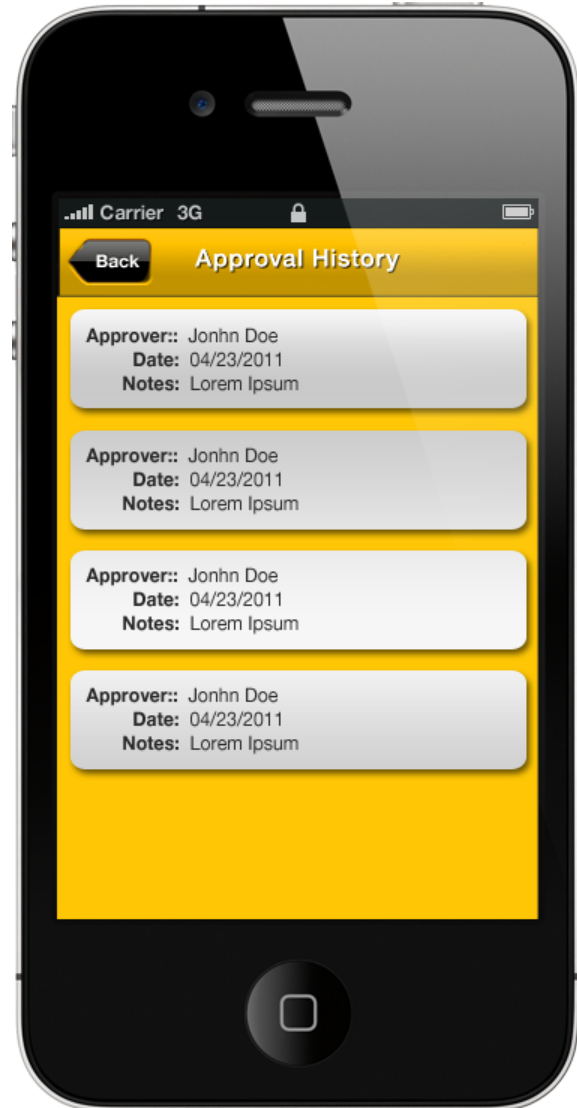 Carrier 3G
Back Approval History
Approver:: Jonhn Doe
Date: 04/23/2011
Notes: Lorem Ipsum
Approver:: Jonhn Doe
Date: 04/23/2011
Notes: Lorem Ipsum
Approver:: Jonhn Doe
Date: 04/23/2011
Notes: Lorem Ipsum
Approver:: Jonhn Doe
Date: 04/23/2011
Notes: Lorem Ipsum